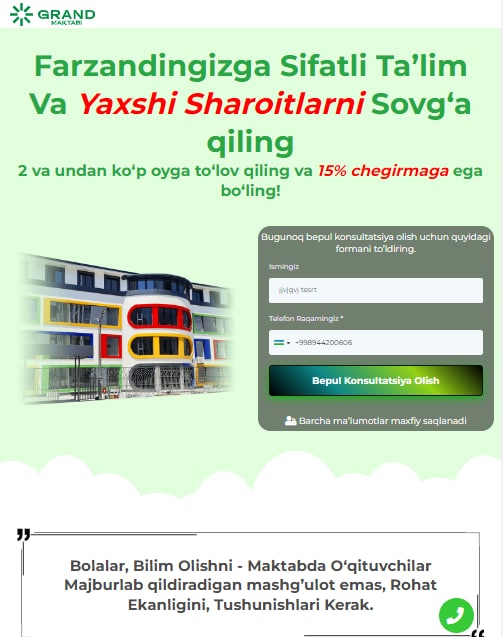 GRAND
MAKTABI
Farzandingizga Sifatli Ta’lim
Va Yaxshi Sharoitlarni Sovg‘a
qiling
2 va undan ko‘p oyga to‘lov qiling va 15% chegirmaga ega
bo‘ling!
Bugunoq bepul konsultatsiya olish uchun quyidagi
formani to’ldiring.
Ismingiz
jjvjgvj tesrt
Telefon Raqamingiz *
+998944200606
Bepul Konsultatsiya Olish
Barcha ma’lumotlar maxfiy saqlanadi
Bolalar, Bilim Olishni - Maktabda O‘qituvchilar
Majburlab qildiradigan mashg’ulot emas, Rohat
Ekanligini, Tushunishlari Kerak.